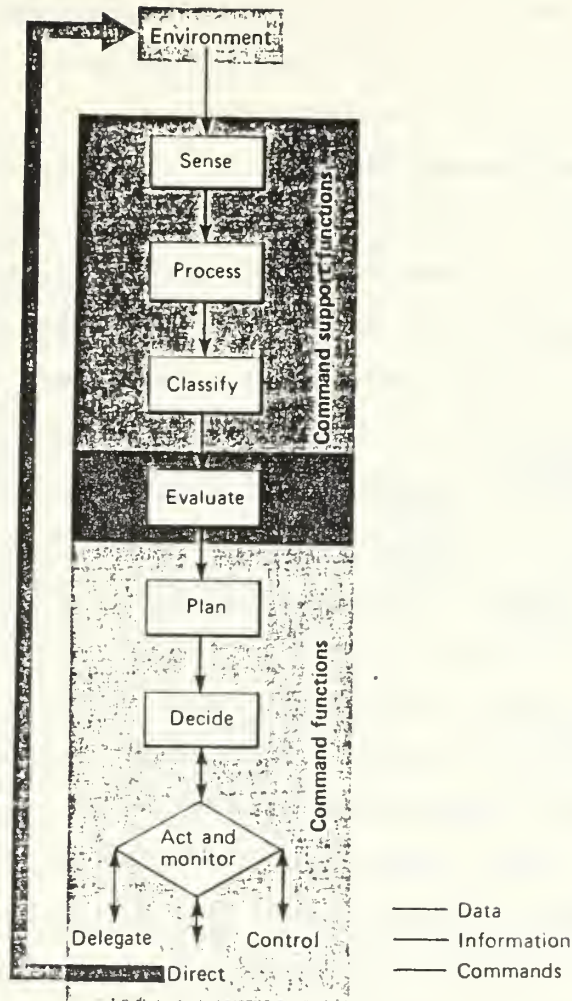 Environment
Sense
Process
Classify
Command support functions
Evaluate
Plan
Decide
Command functions
Act and
monitor
Delegate
Control
Direct
Data
Information
Commands